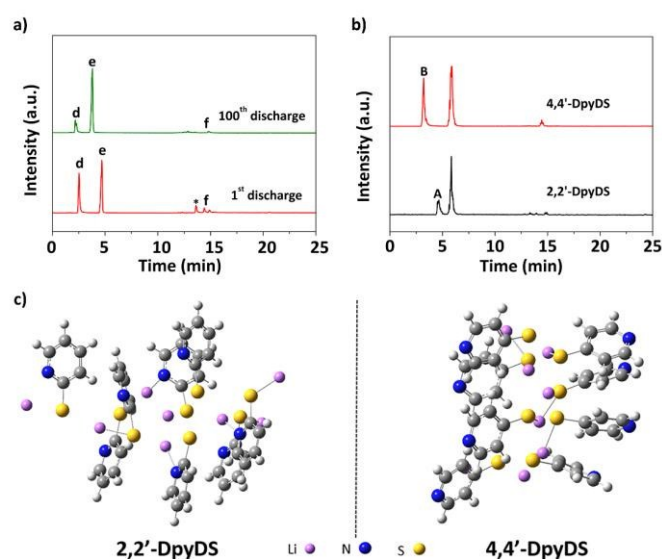 a)
b)
d
e
f
100th discharge
d
e
*
f
1st discharge
Intensity (a.u.)
0 5 10 15 20 25
Time (min)
B
4,4'-DpyDS
A
2,2'-DpyDS
Intensity (a.u.)
0 5 10 15 20 25
Time (min)
c)
2,2’-DpyDS Li N S 4,4’-DpyDS